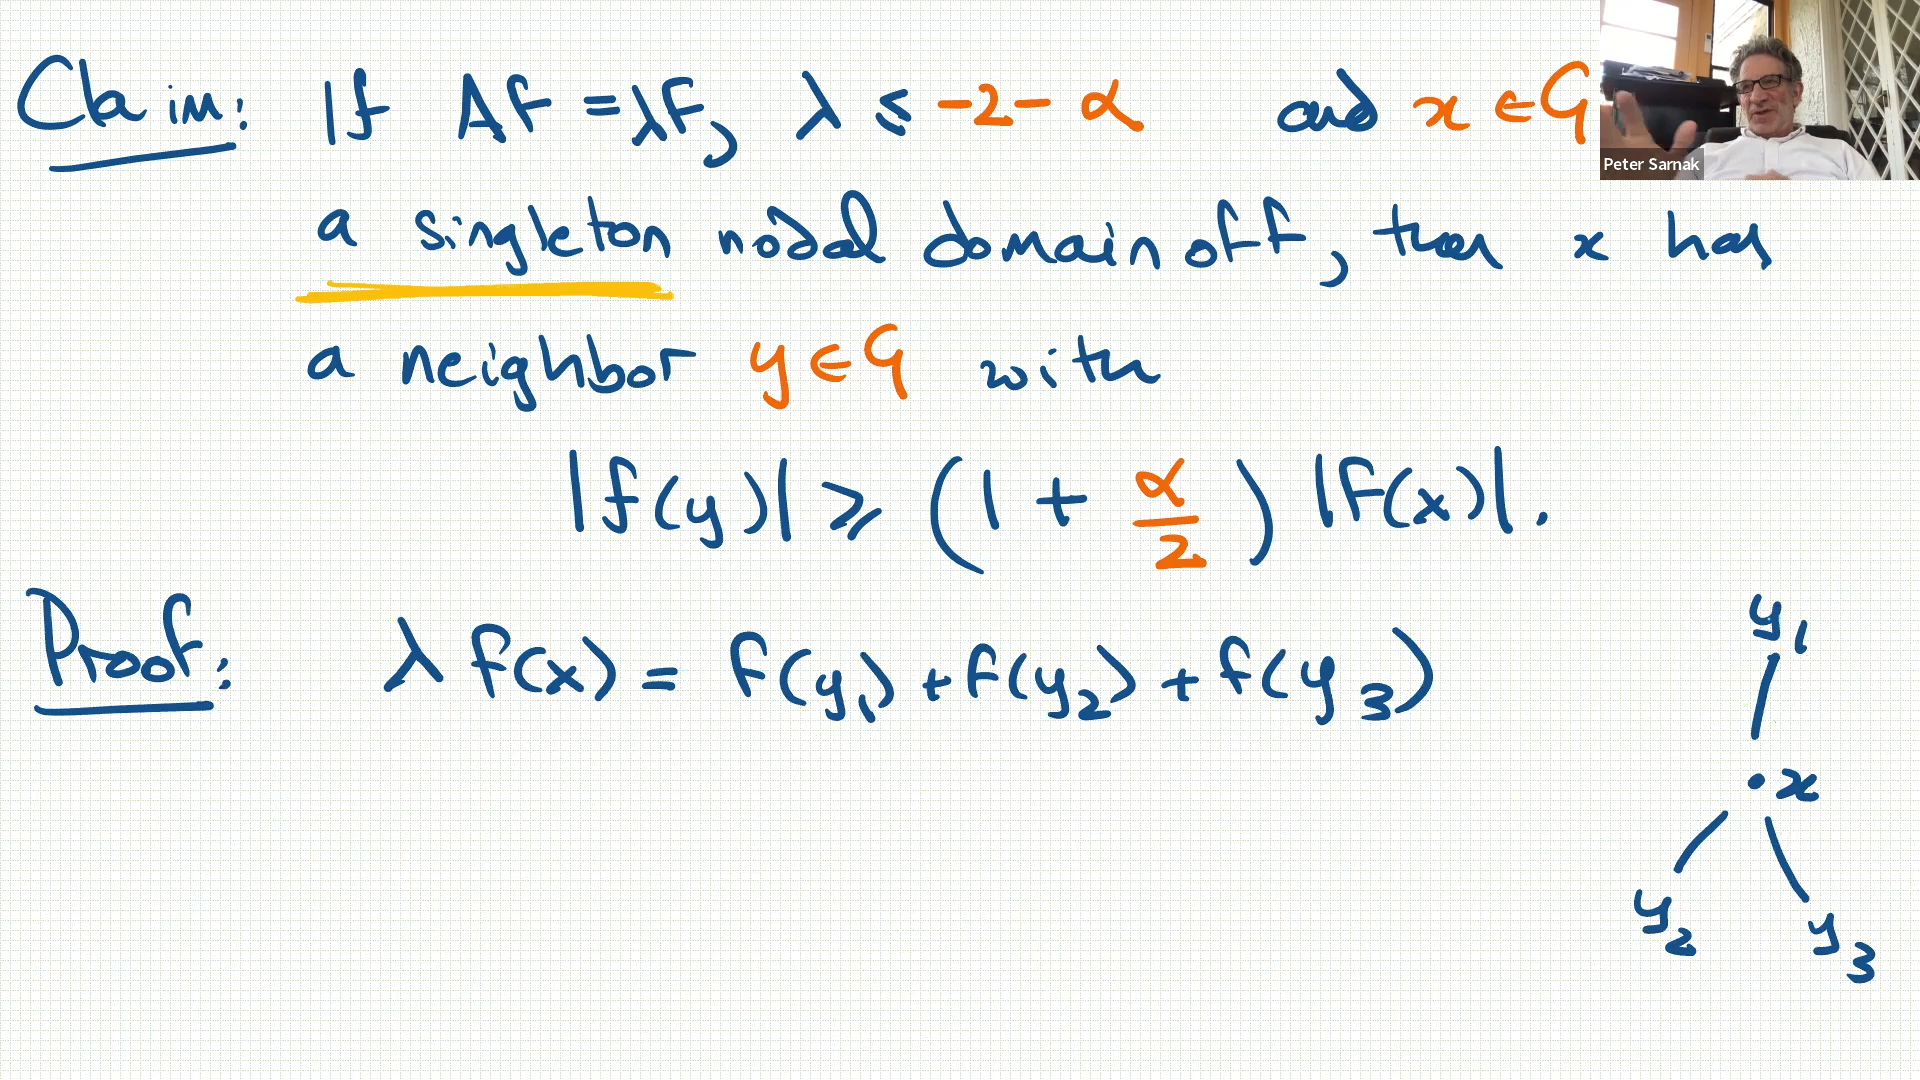 Claim: If Af = λf, λ ≤ -2 - α and x ∈ G
Peter Sarnak
a singleton nodal domain of f, then x has
a neighbor y ∈ G with
|f(y)| ≥ (1 + α/2) |f(x)|.
Proof: λ f(x) = f(y₁) + f(y₂) + f(y₃)
y₁
x
y₂
y₃